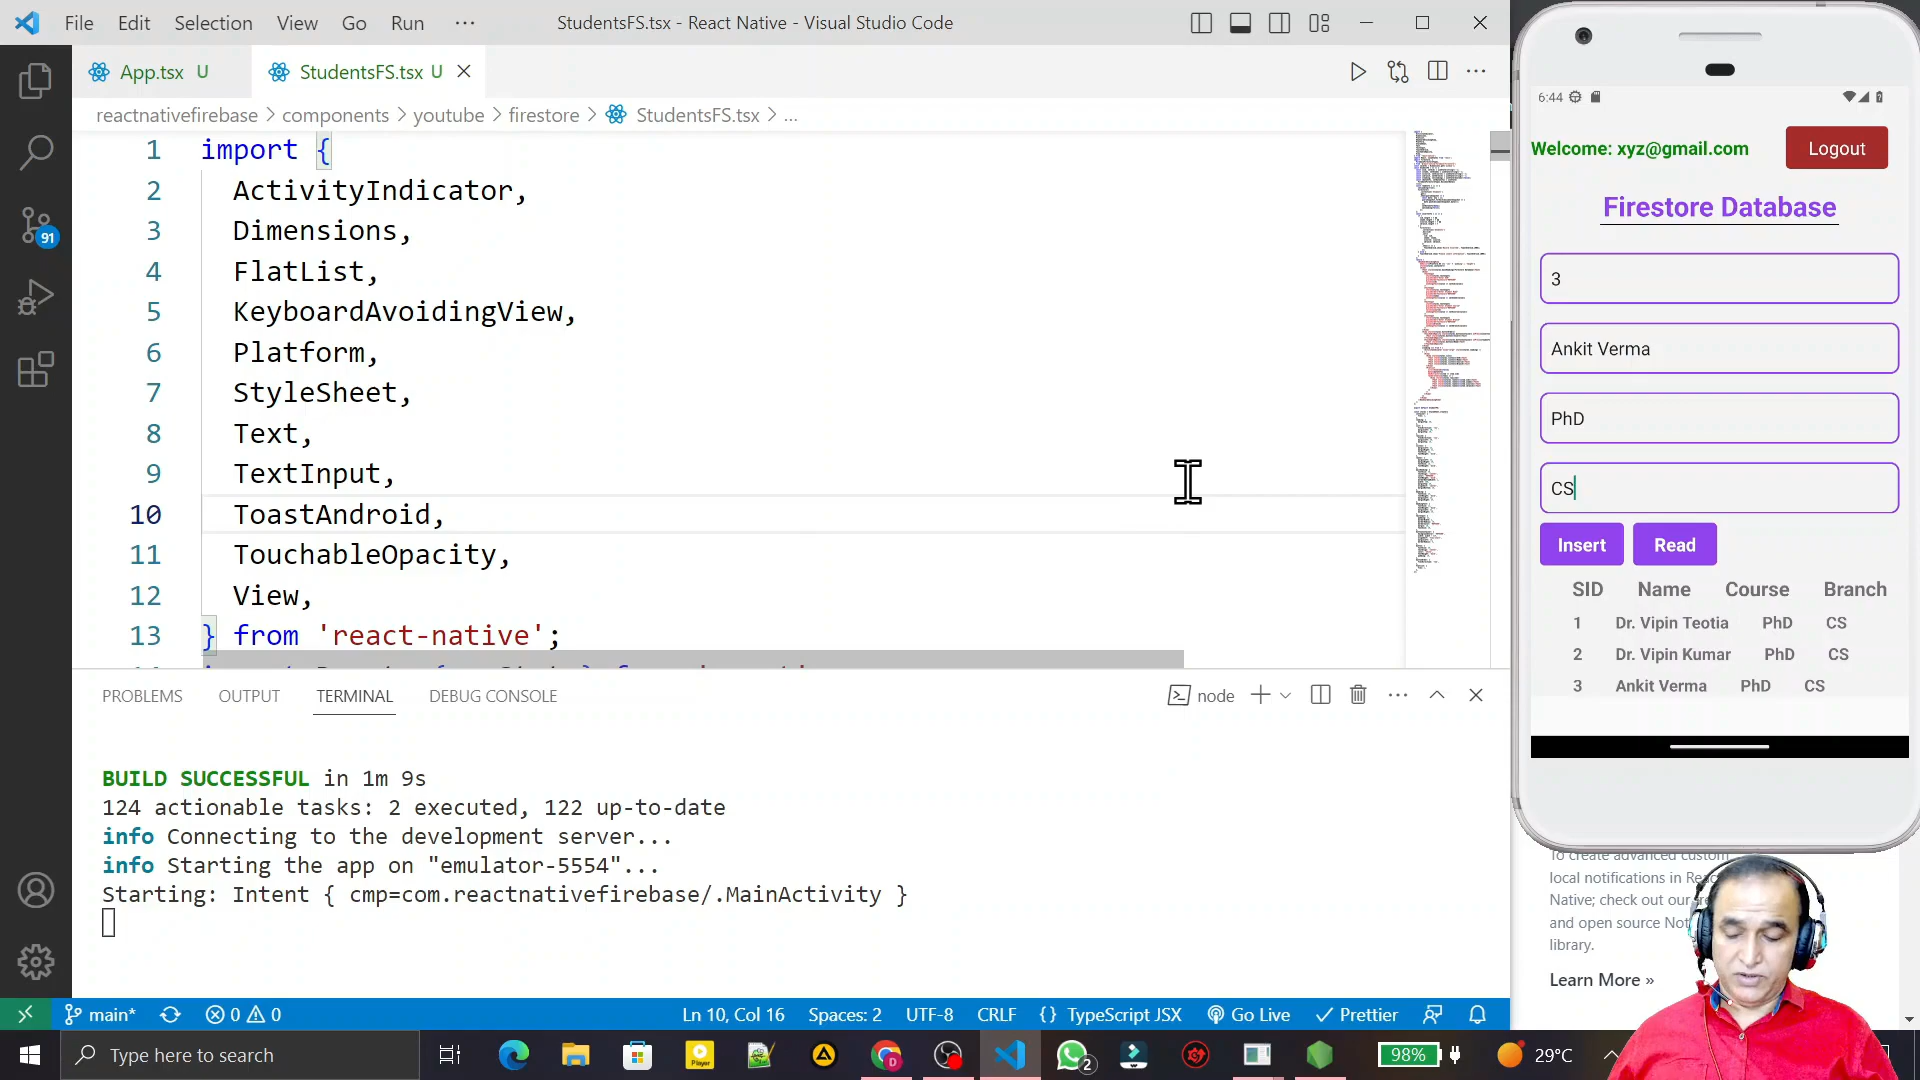 File Edit Selection View Go Run ··· StudentsFS.tsx - React Native - Visual Studio Code
App.tsx U StudentsFS.tsx U
reactnativefirebase > components > youtube > firestore > StudentsFS.tsx > ...
1 import {
2 ActivityIndicator,
3 Dimensions,
4 FlatList,
5 KeyboardAvoidingView,
6 Platform,
7 StyleSheet,
8 Text,
9 TextInput,
10 ToastAndroid,
11 TouchableOpacity,
12 View,
13 } from 'react-native';
91
PROBLEMS OUTPUT TERMINAL DEBUG CONSOLE node
BUILD SUCCESSFUL in 1m 9s
124 actionable tasks: 2 executed, 122 up-to-date
info Connecting to the development server...
info Starting the app on "emulator-5554"...
Starting: Intent { cmp=com.reactnativefirebase/.MainActivity }
main* 0 0 Ln 10, Col 16 Spaces: 2 UTF-8 CRLF {} TypeScript JSX Go Live Prettier
Type here to search Player D 2 98% 29°C
6:44
Welcome: xyz@gmail.com Logout
Firestore Database
3
Ankit Verma
PhD
CS
Insert Read
SID Name Course Branch
1 Dr. Vipin Teotia PhD CS
2 Dr. Vipin Kumar PhD CS
3 Ankit Verma PhD CS
To create advanced custom
local notifications in
Native; check out our
and open source
library.
Learn More »